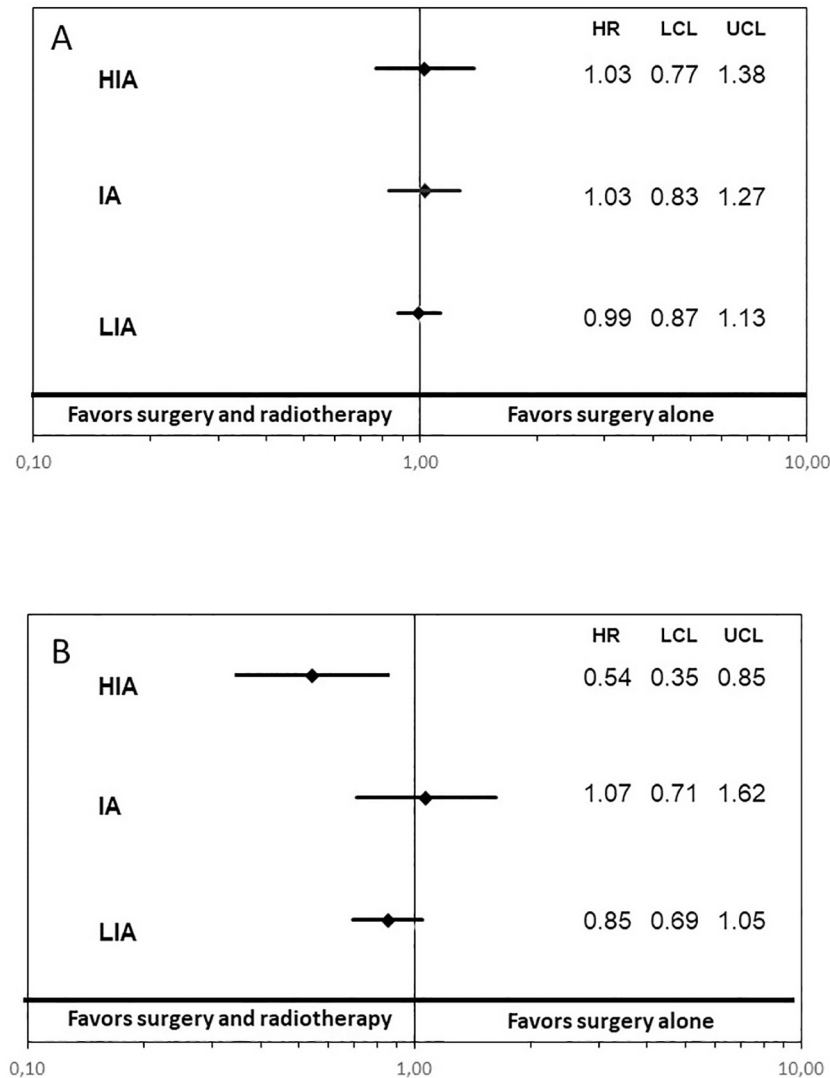 A
HR LCL UCL
HIA 1.03 0.77 1.38
IA 1.03 0.83 1.27
LIA 0.99 0.87 1.13
Favors surgery and radiotherapy Favors surgery alone
0,10 1,00 10,00
B
HR LCL UCL
HIA 0.54 0.35 0.85
IA 1.07 0.71 1.62
LIA 0.85 0.69 1.05
Favors surgery and radiotherapy Favors surgery alone
0,10 1,00 10,00